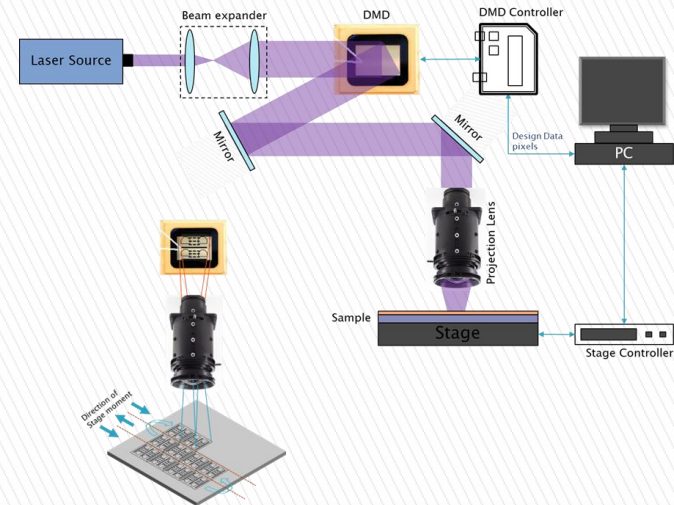 Beam expander
DMD
DMD Controller
Laser Source
Mirror
Mirror
Design Data
pixels
PC
Projection Lens
Sample
Stage
Stage Controller
Direction of
Stage moment